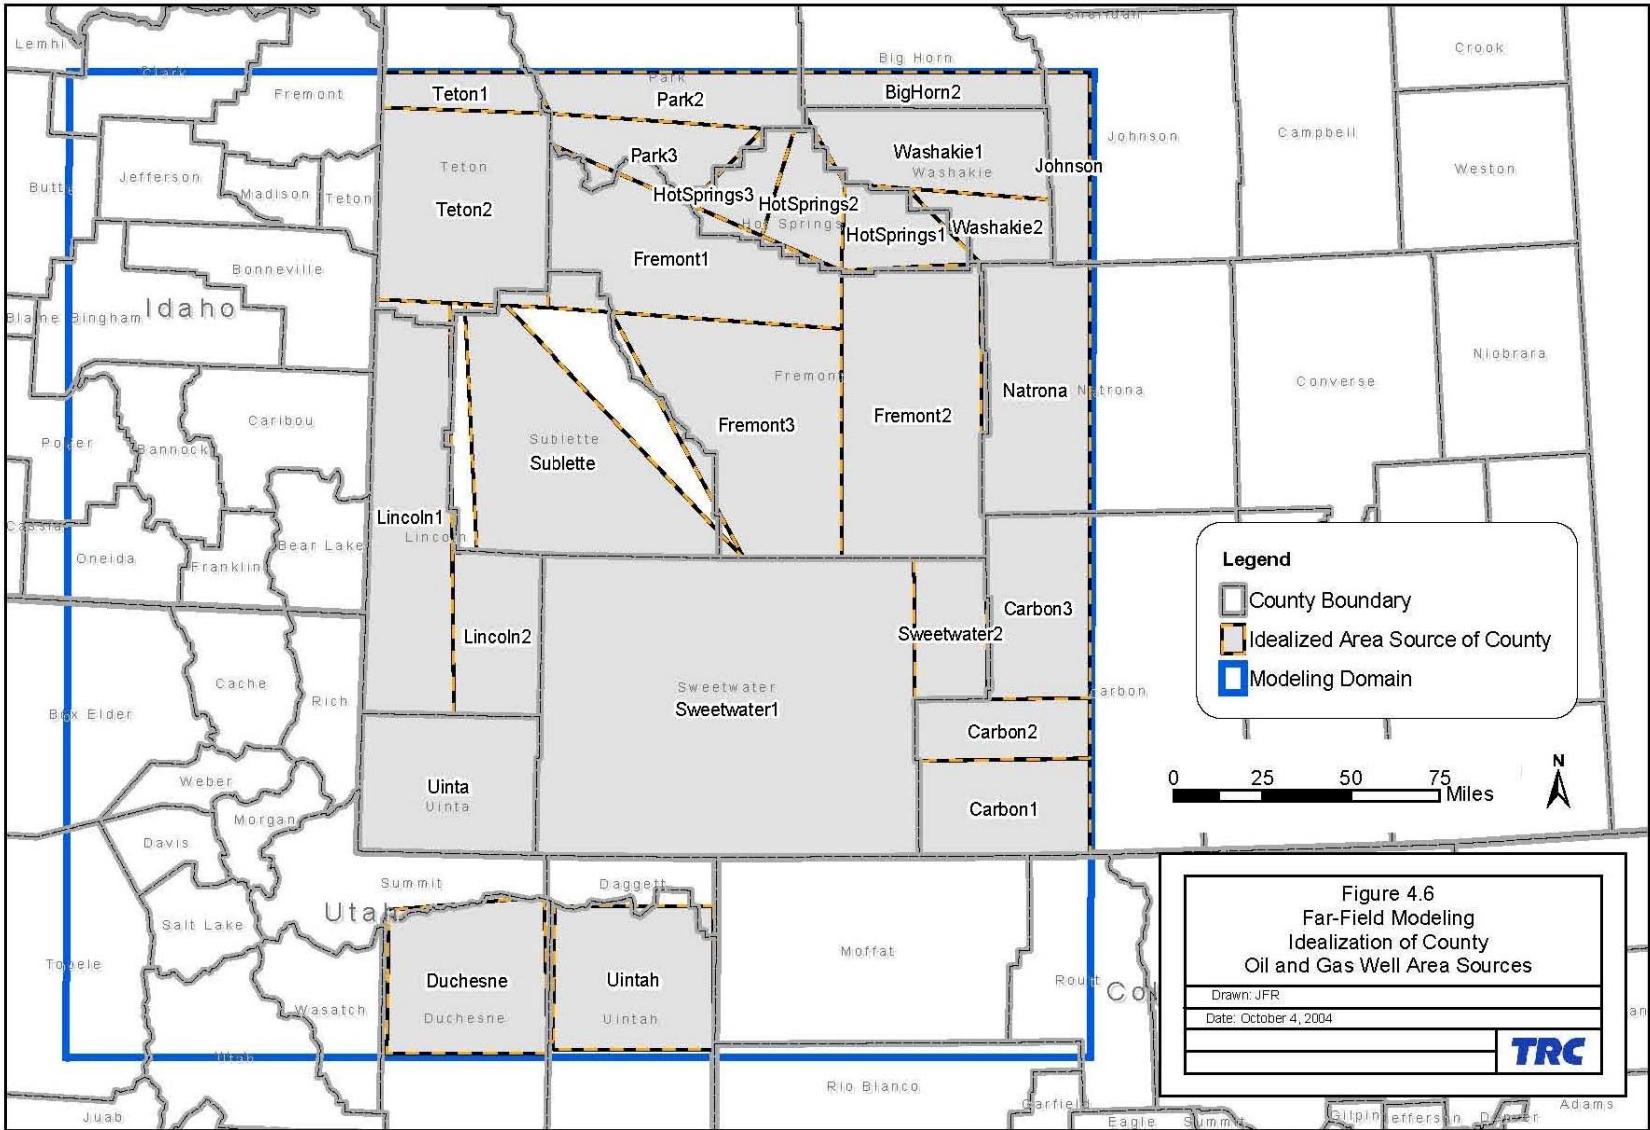 Sheridan
Lemhi
Crook
Big Horn
Clark
Park
Fremont
Teton1
Park2
BigHorn2
Johnson
Campbell
Weston
Jefferson
Madison
Teton
Butte
Teton
Teton2
Park3
HotSprings3
HotSprings2
Hot Springs
HotSprings1
Washakie1
Washakie
Washakie2
Johnson
Bonneville
Fremont1
Idaho
Blaine
Bingham
Niobrara
Converse
Fremont
Natrona
Natrona
Fremont2
Fremont3
Caribou
Power
Bannock
Sublette
Sublette
Lincoln1
Lincoln
Cassia
Oneida
Franklin
Bear Lake
Legend
County Boundary
Idealized Area Source of County
Modeling Domain
Carbon3
Sweetwater2
Lincoln2
Cache
Rich
Box Elder
Sweetwater
Sweetwater1
Carbon
Carbon2
Weber
Uinta
Uinta
Morgan
Davis
Carbon1
0 25 50 75
Miles
N
Summit
Daggett
Utah
Salt Lake
Tooele
Moffat
Routt
Col
Duchesne
Duchesne
Uintah
Uintah
Wasatch
Utah
Juab
Rio Blanco
Garfield
Eagle
Summit
Gilpin
Jefferson
Denver
Adams
Figure 4.6
Far-Field Modeling
Idealization of County
Oil and Gas Well Area Sources
Drawn: JFR
Date: October 4, 2004
TRC